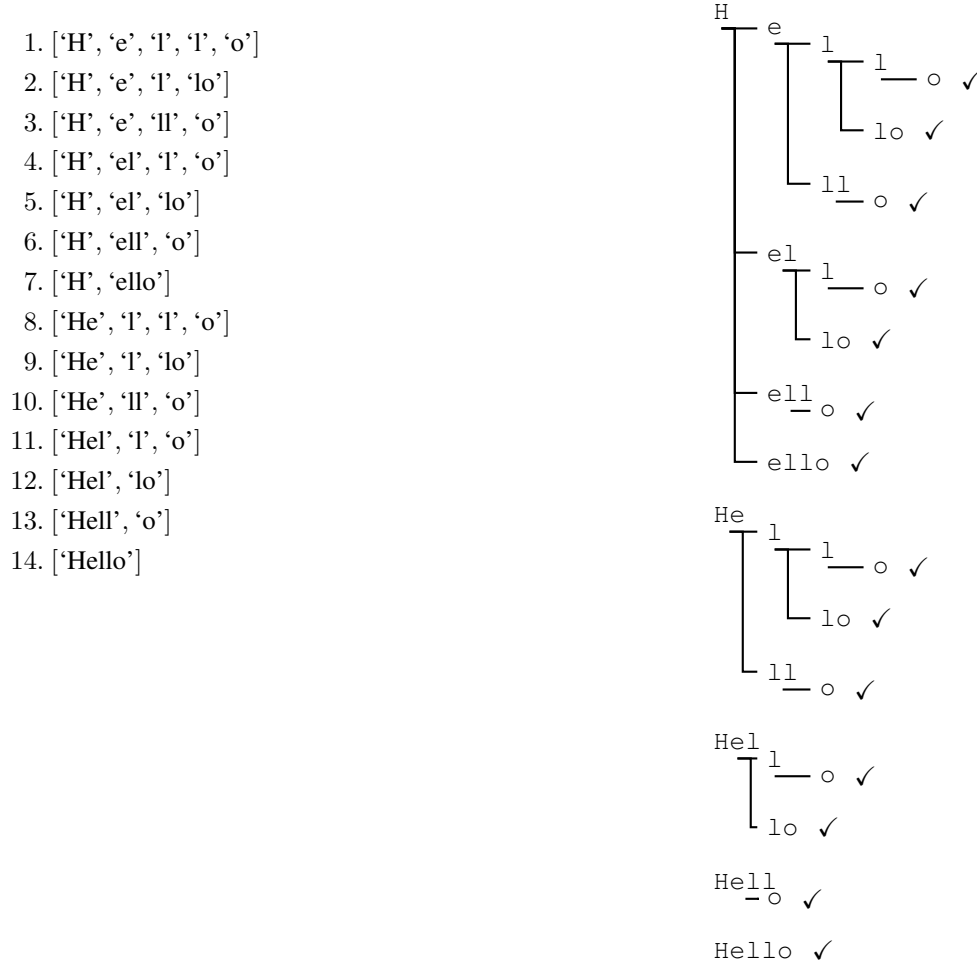 1. [‘H’, ‘e’, ‘l’, ‘l’, ‘o’]
2. [‘H’, ‘e’, ‘l’, ‘lo’]
3. [‘H’, ‘e’, ‘ll’, ‘o’]
4. [‘H’, ‘el’, ‘l’, ‘o’]
5. [‘H’, ‘el’, ‘lo’]
6. [‘H’, ‘ell’, ‘o’]
7. [‘H’, ‘ello’]
8. [‘He’, ‘l’, ‘l’, ‘o’]
9. [‘He’, ‘l’, ‘lo’]
10. [‘He’, ‘ll’, ‘o’]
11. [‘Hel’, ‘l’, ‘o’]
12. [‘Hel’, ‘lo’]
13. [‘Hell’, ‘o’]
14. [‘Hello’]
H
e
l
l
o ✓
lo ✓
ll
o ✓
el
l
o ✓
lo ✓
ell
o ✓
ello ✓
He
l
l
o ✓
lo ✓
ll
o ✓
Hel
l
o ✓
lo ✓
Hell
o ✓
Hello ✓